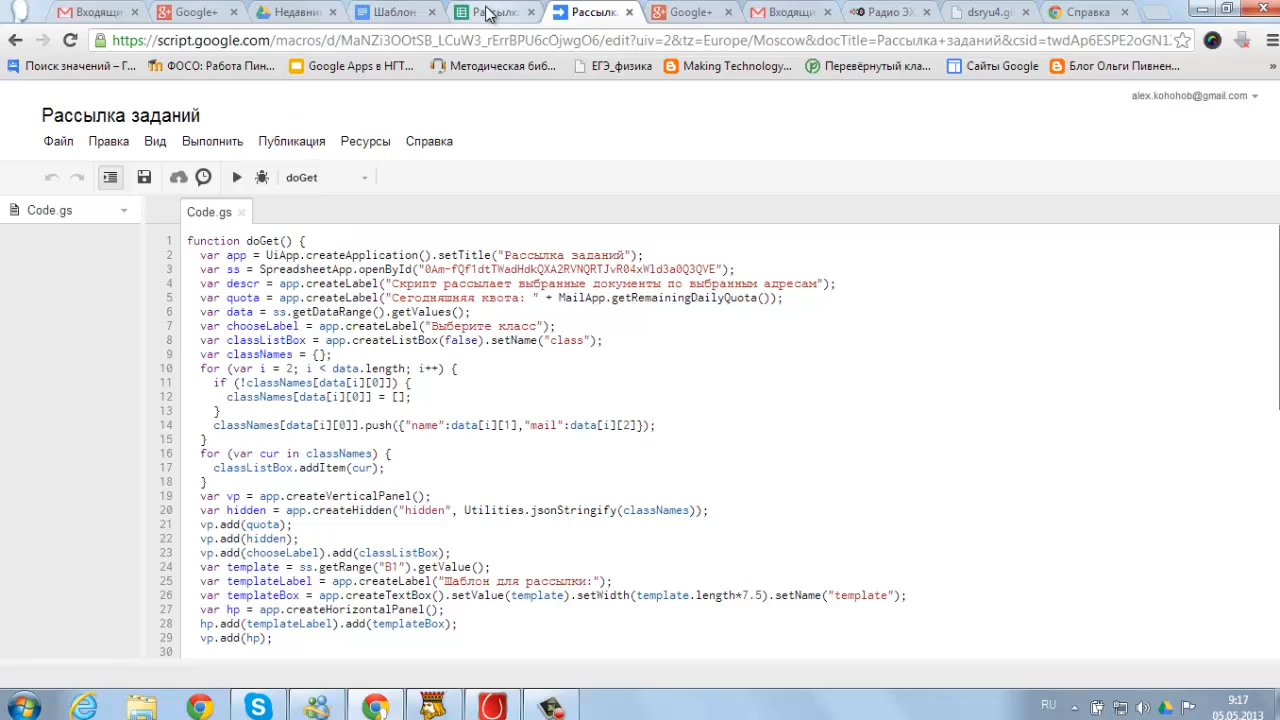 Входящи
Google+
Недавни
Шаблон
Рассылк
Рассылк
Google+
Входящи
Радио ЭХ
dsryu4.gi
Справка
https://script.google.com/macros/d/MaNZi3OOtSB_LCuW3_rErrBPU6cOjwgO6/edit?uiv=2&tz=Europe/Moscow&docTitle=Рассылка+заданий&csid=twdAp6ESPE2oGN1
Поиск значений – Г…
ФОСО: Работа Пин…
Google Apps в НГТ…
Методическая биб…
ЕГЭ_физика
Making Technology…
Перевёрнутый кла…
Сайты Google
Блог Ольги Пивнен…
»
alex.kohohob@gmail.com
Рассылка заданий
Файл Правка Вид Выполнить Публикация Ресурсы Справка
doGet
Code.gs
Code.gs
1 function doGet() {
2 var app = UiApp.createApplication().setTitle("Рассылка заданий");
3 var ss = SpreadsheetApp.openById("0Am-fQf1dtTWadHdkQXA2RVNQRTJvR04xWld3a0Q3QVE");
4 var descr = app.createLabel("Скрипт рассылает выбранные документы по выбранным адресам");
5 var quota = app.createLabel("Сегодняшняя квота: " + MailApp.getRemainingDailyQuota());
6 var data = ss.getDataRange().getValues();
7 var chooseLabel = app.createLabel("Выберите класс");
8 var classListBox = app.createListBox(false).setName("class");
9 var classNames = {};
10 for (var i = 2; i < data.length; i++) {
11 if (!classNames[data[i][0]]) {
12 classNames[data[i][0]] = [];
13 }
14 classNames[data[i][0]].push({"name":data[i][1],"mail":data[i][2]});
15 }
16 for (var cur in classNames) {
17 classListBox.addItem(cur);
18 }
19 var vp = app.createVerticalPanel();
20 var hidden = app.createHidden("hidden", Utilities.jsonStringify(classNames));
21 vp.add(quota);
22 vp.add(hidden);
23 vp.add(chooseLabel).add(classListBox);
24 var template = ss.getRange("B1").getValue();
25 var templateLabel = app.createLabel("Шаблон для рассылки:");
26 var templateBox = app.createTextBox().setValue(template).setWidth(template.length*7.5).setName("template");
27 var hp = app.createHorizontalPanel();
28 hp.add(templateLabel).add(templateBox);
29 vp.add(hp);
30
RU
9:17
05.05.2013